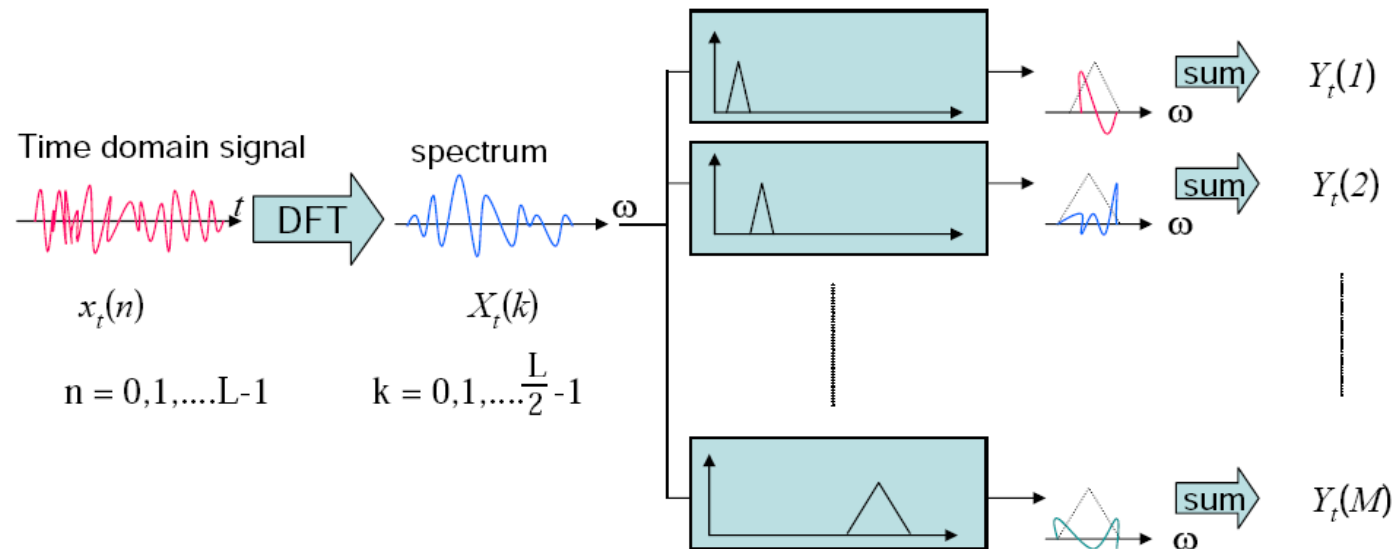 Time domain signal
t
x_t(n)
n = 0,1,....L-1
DFT
spectrum
ω
X_t(k)
k = 0,1,....L/2 -1
ω
sum
Y_t(1)
ω
sum
Y_t(2)
ω
sum
Y_t(M)